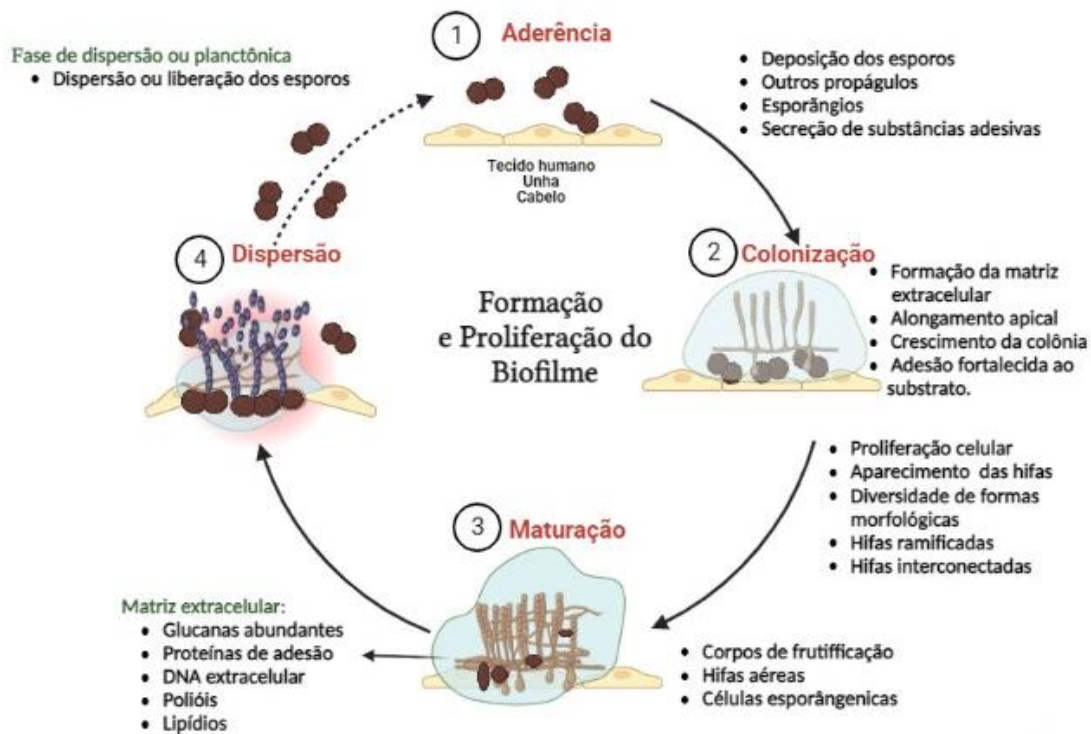 1
Aderência
Fase de dispersão ou planctônica
• Dispersão ou liberação dos esporos
• Deposição dos esporos
• Outros propágulos
• Esporângios
• Secreção de substâncias adesivas
Tecido humano
Unha
Cabelo
2
Colonização
• Formação da matriz
extracelular
• Alongamento apical
• Crescimento da colônia
• Adesão fortalecida ao
substrato.
Formação
e Proliferação do
Biofilme
4
Dispersão
• Proliferação celular
• Aparecimento das hifas
• Diversidade de formas
morfológicas
• Hifas ramificadas
• Hifas interconectadas
3
Maturação
• Corpos de frutifficação
• Hifas aéreas
• Células esporângenicas
Matriz extracelular:
• Glucanas abundantes
• Proteínas de adesão
• DNA extracelular
• Polióis
• Lipídios